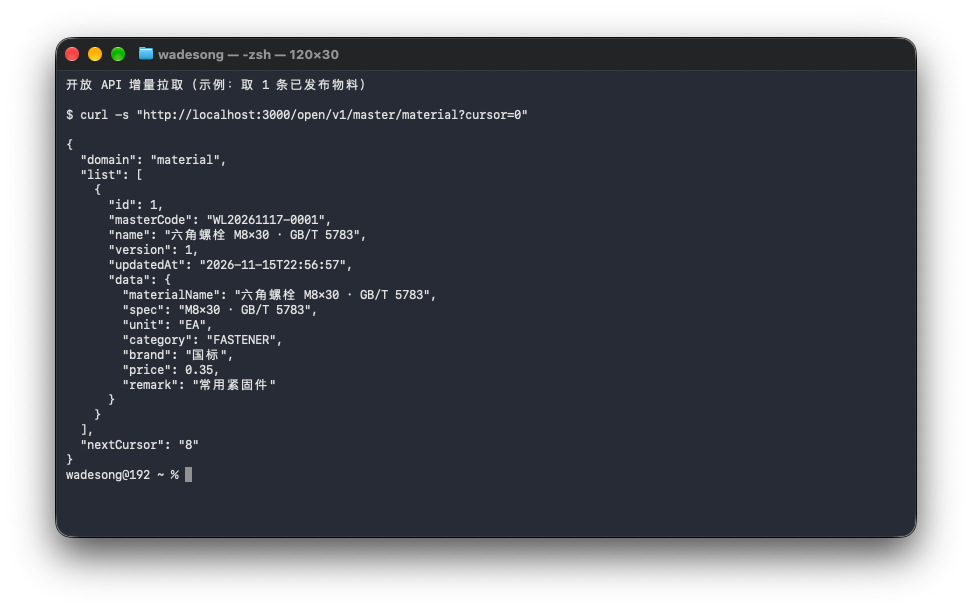 wadesong — -zsh — 120×30
开放 API 增量拉取 (示例: 取 1 条已发布物料)
$ curl -s "http://localhost:3000/open/v1/master/material?cursor=0"
{
  "domain": "material",
  "list": [
    {
      "id": 1,
      "masterCode": "WL20261117-0001",
      "name": "六角螺栓 M8×30 · GB/T 5783",
      "version": 1,
      "updatedAt": "2026-11-15T22:56:57",
      "data": {
        "materialName": "六角螺栓 M8×30 · GB/T 5783",
        "spec": "M8×30 · GB/T 5783",
        "unit": "EA",
        "category": "FASTENER",
        "brand": "国标",
        "price": 0.35,
        "remark": "常用紧固件"
      }
    }
  ],
  "nextCursor": "8"
}
wadesong@192 ~ %